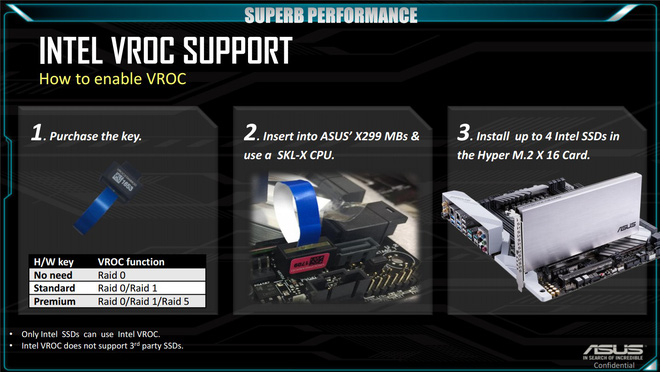 SUPERB PERFORMANCE
INTEL VROC SUPPORT
How to enable VROC
1. Purchase the key.
H/W key VROC function
No need Raid 0
Standard Raid 0/Raid 1
Premium Raid 0/Raid 1/Raid 5
2. Insert into ASUS’ X299 MBs &
use a SKL-X CPU.
3. Install up to 4 Intel SSDs in
the Hyper M.2 X 16 Card.
ASUS
• Only Intel SSDs can use Intel VROC.
• Intel VROC does not support 3rd party SSDs.
ASUS
IN SEARCH OF INCREDIBLE
Confidential